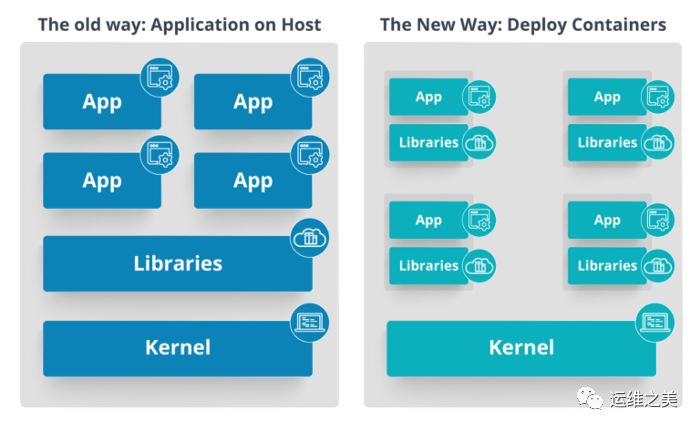 The old way: Application on Host
App
App
App
App
Libraries
Kernel
The New Way: Deploy Containers
App
App
Libraries
Libraries
App
App
Libraries
Libraries
Kernel
运维之美